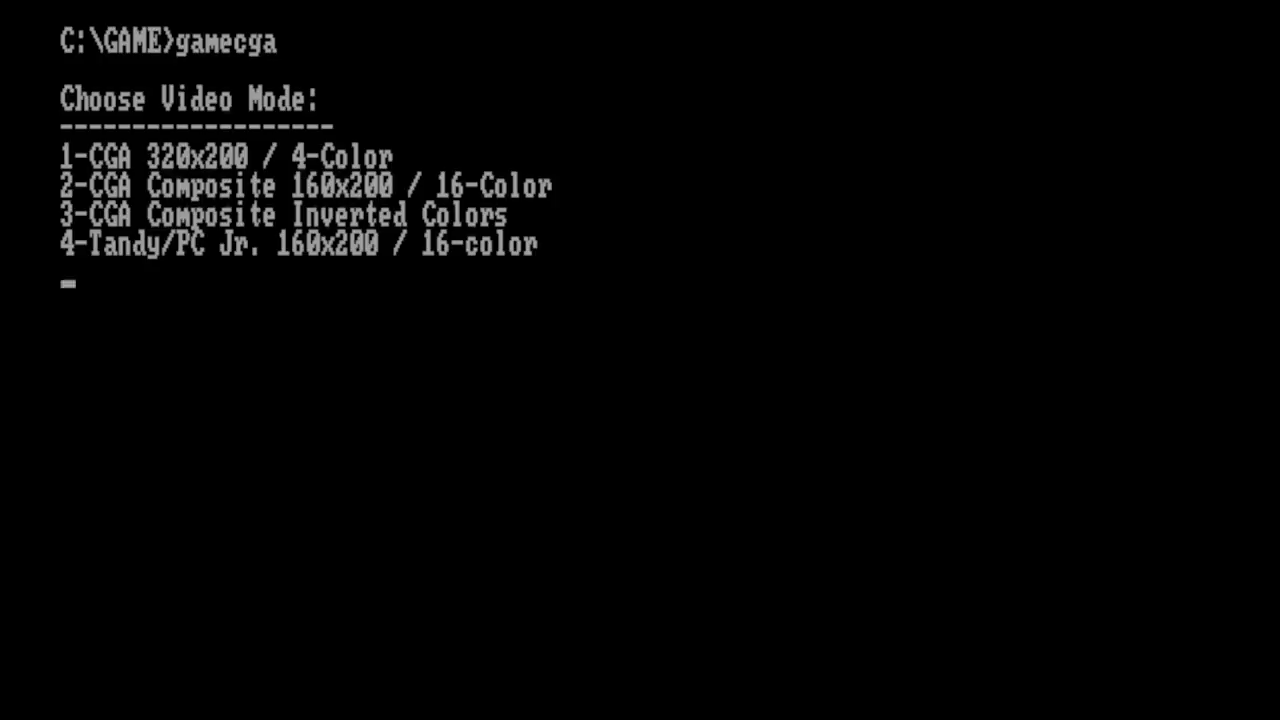 C:\GAME>gamecga
Choose Video Mode:
-------------------
1-CGA 320x200 / 4-Color
2-CGA Composite 160x200 / 16-Color
3-CGA Composite Inverted Colors
4-Tandy/PC Jr. 160x200 / 16-color